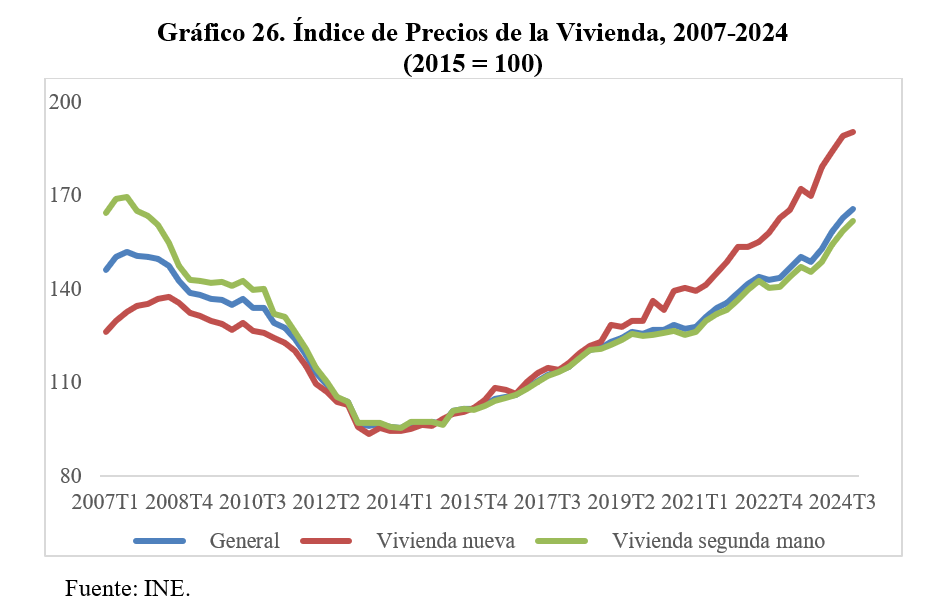 Gráfico 26. Índice de Precios de la Vivienda, 2007-2024
(2015 = 100)
200
170
140
110
80
2007T1 2008T4 2010T3 2012T2 2014T1 2015T4 2017T3 2019T2 2021T1 2022T4 2024T3
General Vivienda nueva Vivienda segunda mano
Fuente: INE.